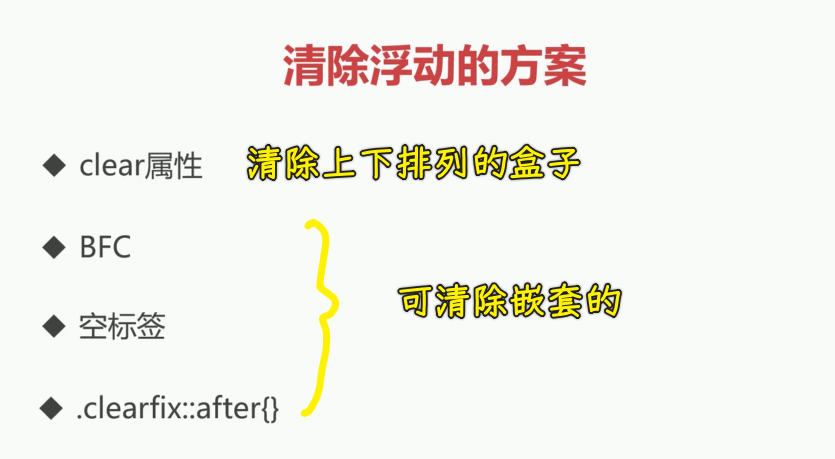 清除浮动的方案
◆ clear属性 清除上下排列的盒子
◆ BFC
可清除嵌套的
◆ 空标签
◆ .clearfix::after{}